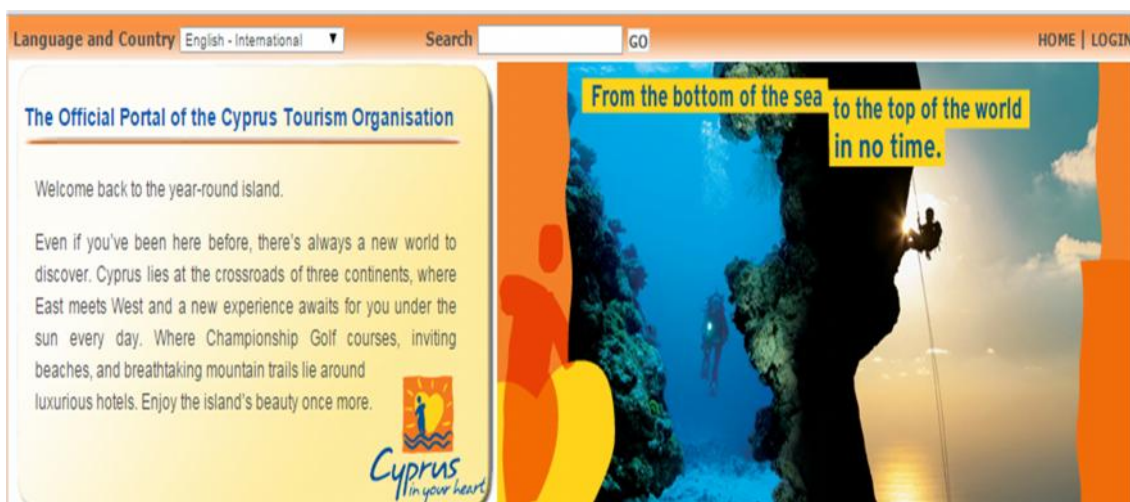 Language and Country English - International Search GO HOME | LOGIN
The Official Portal of the Cyprus Tourism Organisation
Welcome back to the year-round island.
Even if you've been here before, there's always a new world to
discover. Cyprus lies at the crossroads of three continents, where
East meets West and a new experience awaits for you under the
sun every day. Where Championship Golf courses, inviting
beaches, and breathtaking mountain trails lie around
luxurious hotels. Enjoy the island's beauty once more.
Cyprus
in your heart
From the bottom of the sea
to the top of the world
in no time.